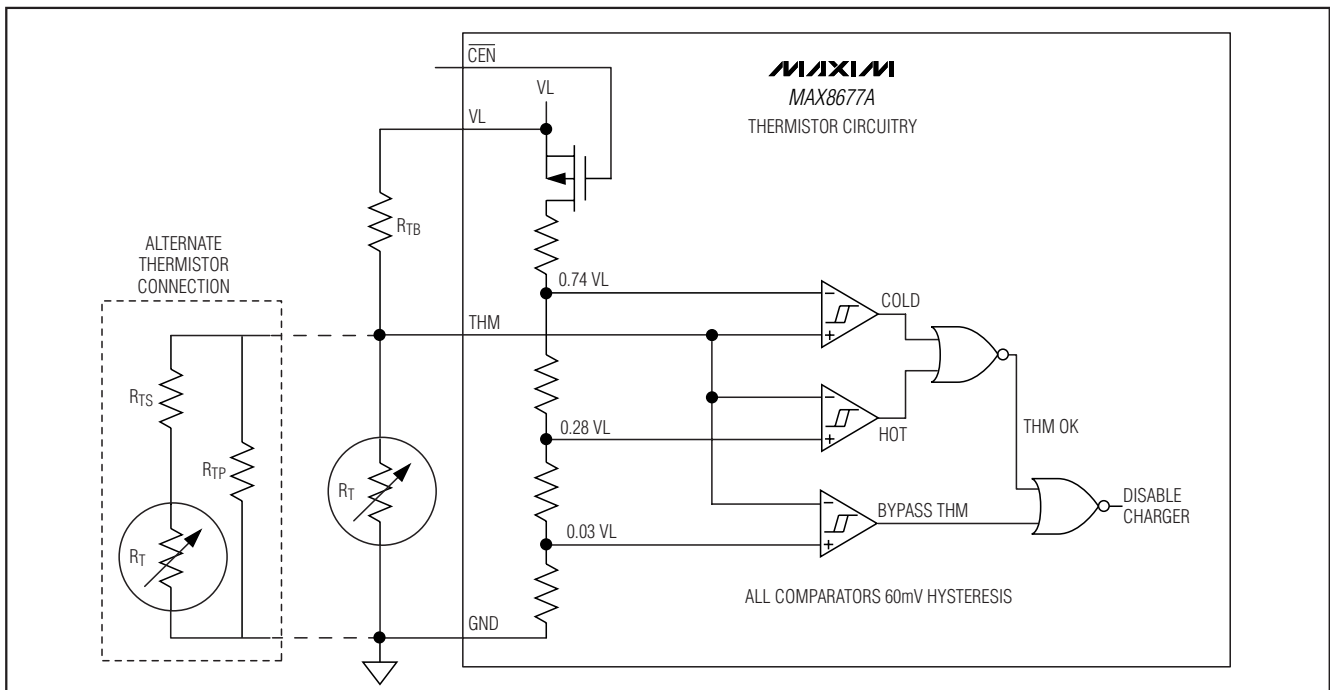 CEN
MAXIM
MAX8677A
THERMISTOR CIRCUITRY
VL
VL
RTB
ALTERNATE
THERMISTOR
CONNECTION
0.74 VL
COLD
THM
RTS
RTP
RT
0.28 VL
HOT
THM OK
RT
0.03 VL
BYPASS THM
DISABLE
CHARGER
ALL COMPARATORS 60mV HYSTERESIS
GND